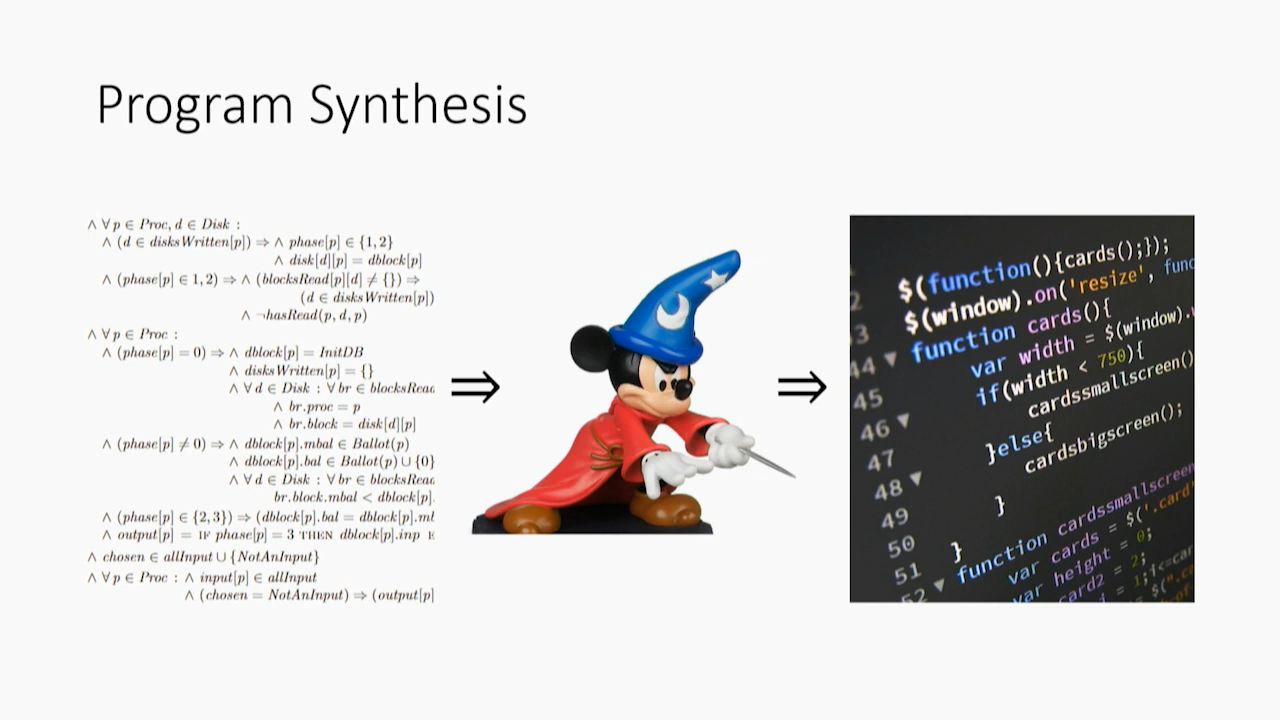 Program Synthesis
∧ ∀ p ∈ Proc, d ∈ Disk :
∧ (d ∈ disksWritten[p]) ⇒ ∧ phase[p] ∈ {1, 2}
∧ disk[d][p] = dblock[p]
∧ (phase[p] ∈ 1, 2) ⇒ ∧ (blocksRead[p][d] ≠ {}) ⇒
(d ∈ disksWritten[p])
∧ ¬hasRead(p, d, p)
∧ ∀ p ∈ Proc :
∧ (phase[p] = 0) ⇒ ∧ dblock[p] = InitDB
∧ disksWritten[p] = {}
∧ ∀ d ∈ Disk : ∀ br ∈ blocksRead
∧ br.proc = p
∧ br.block = disk[d][p]
∧ (phase[p] ≠ 0) ⇒ ∧ dblock[p].mbal ∈ Ballot(p)
∧ dblock[p].bal ∈ Ballot(p) ∪ {0}
∧ ∀ d ∈ Disk : ∀ br ∈ blocksRead
br.block.mbal < dblock[p].
∧ (phase[p] ∈ {2, 3}) ⇒ (dblock[p].bal = dblock[p].
∧ output[p] = IF phase[p] = 3 THEN dblock[p].inp
∧ chosen ∈ allInput ∪ {NotAnInput}
∧ ∀ p ∈ Proc : ∧ input[p] ∈ allInput
∧ (chosen = NotAnInput) ⇒ (output[p]
⇒
⇒
$(function(){cards();});
$(window).on('resize', func
44 ▼ function cards(){
45 var width = $(window).
46 ▼ if(width < 750){
47 cardssmallscreen()
48 ▼ }else{
49 cardsbigscreen();
50 }
51 }
52 ▼ function cardssmallscreen
var cards = $('.card'
var height = 0;
card2 = 2;